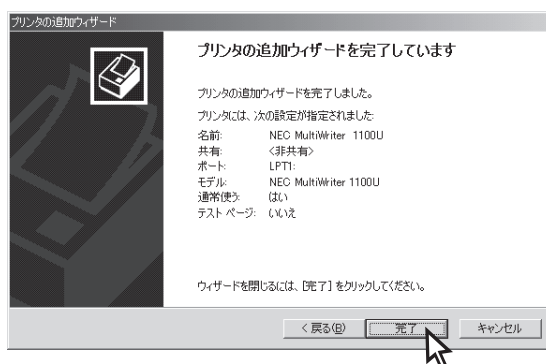 プリンタの追加ウィザード
プリンタの追加ウィザードを完了しています
プリンタの追加ウィザードを完了しました。
プリンタには、次の設定が指定されました:
名前: NEC MultiWriter 1100U
共有: <非共有>
ポート: LPT1:
モデル: NEC MultiWriter 1100U
通常使う: はい
テスト ページ: いいえ
ウィザードを閉じるには、[完了] をクリックしてください。
< 戻る(B) 完了 キャンセル